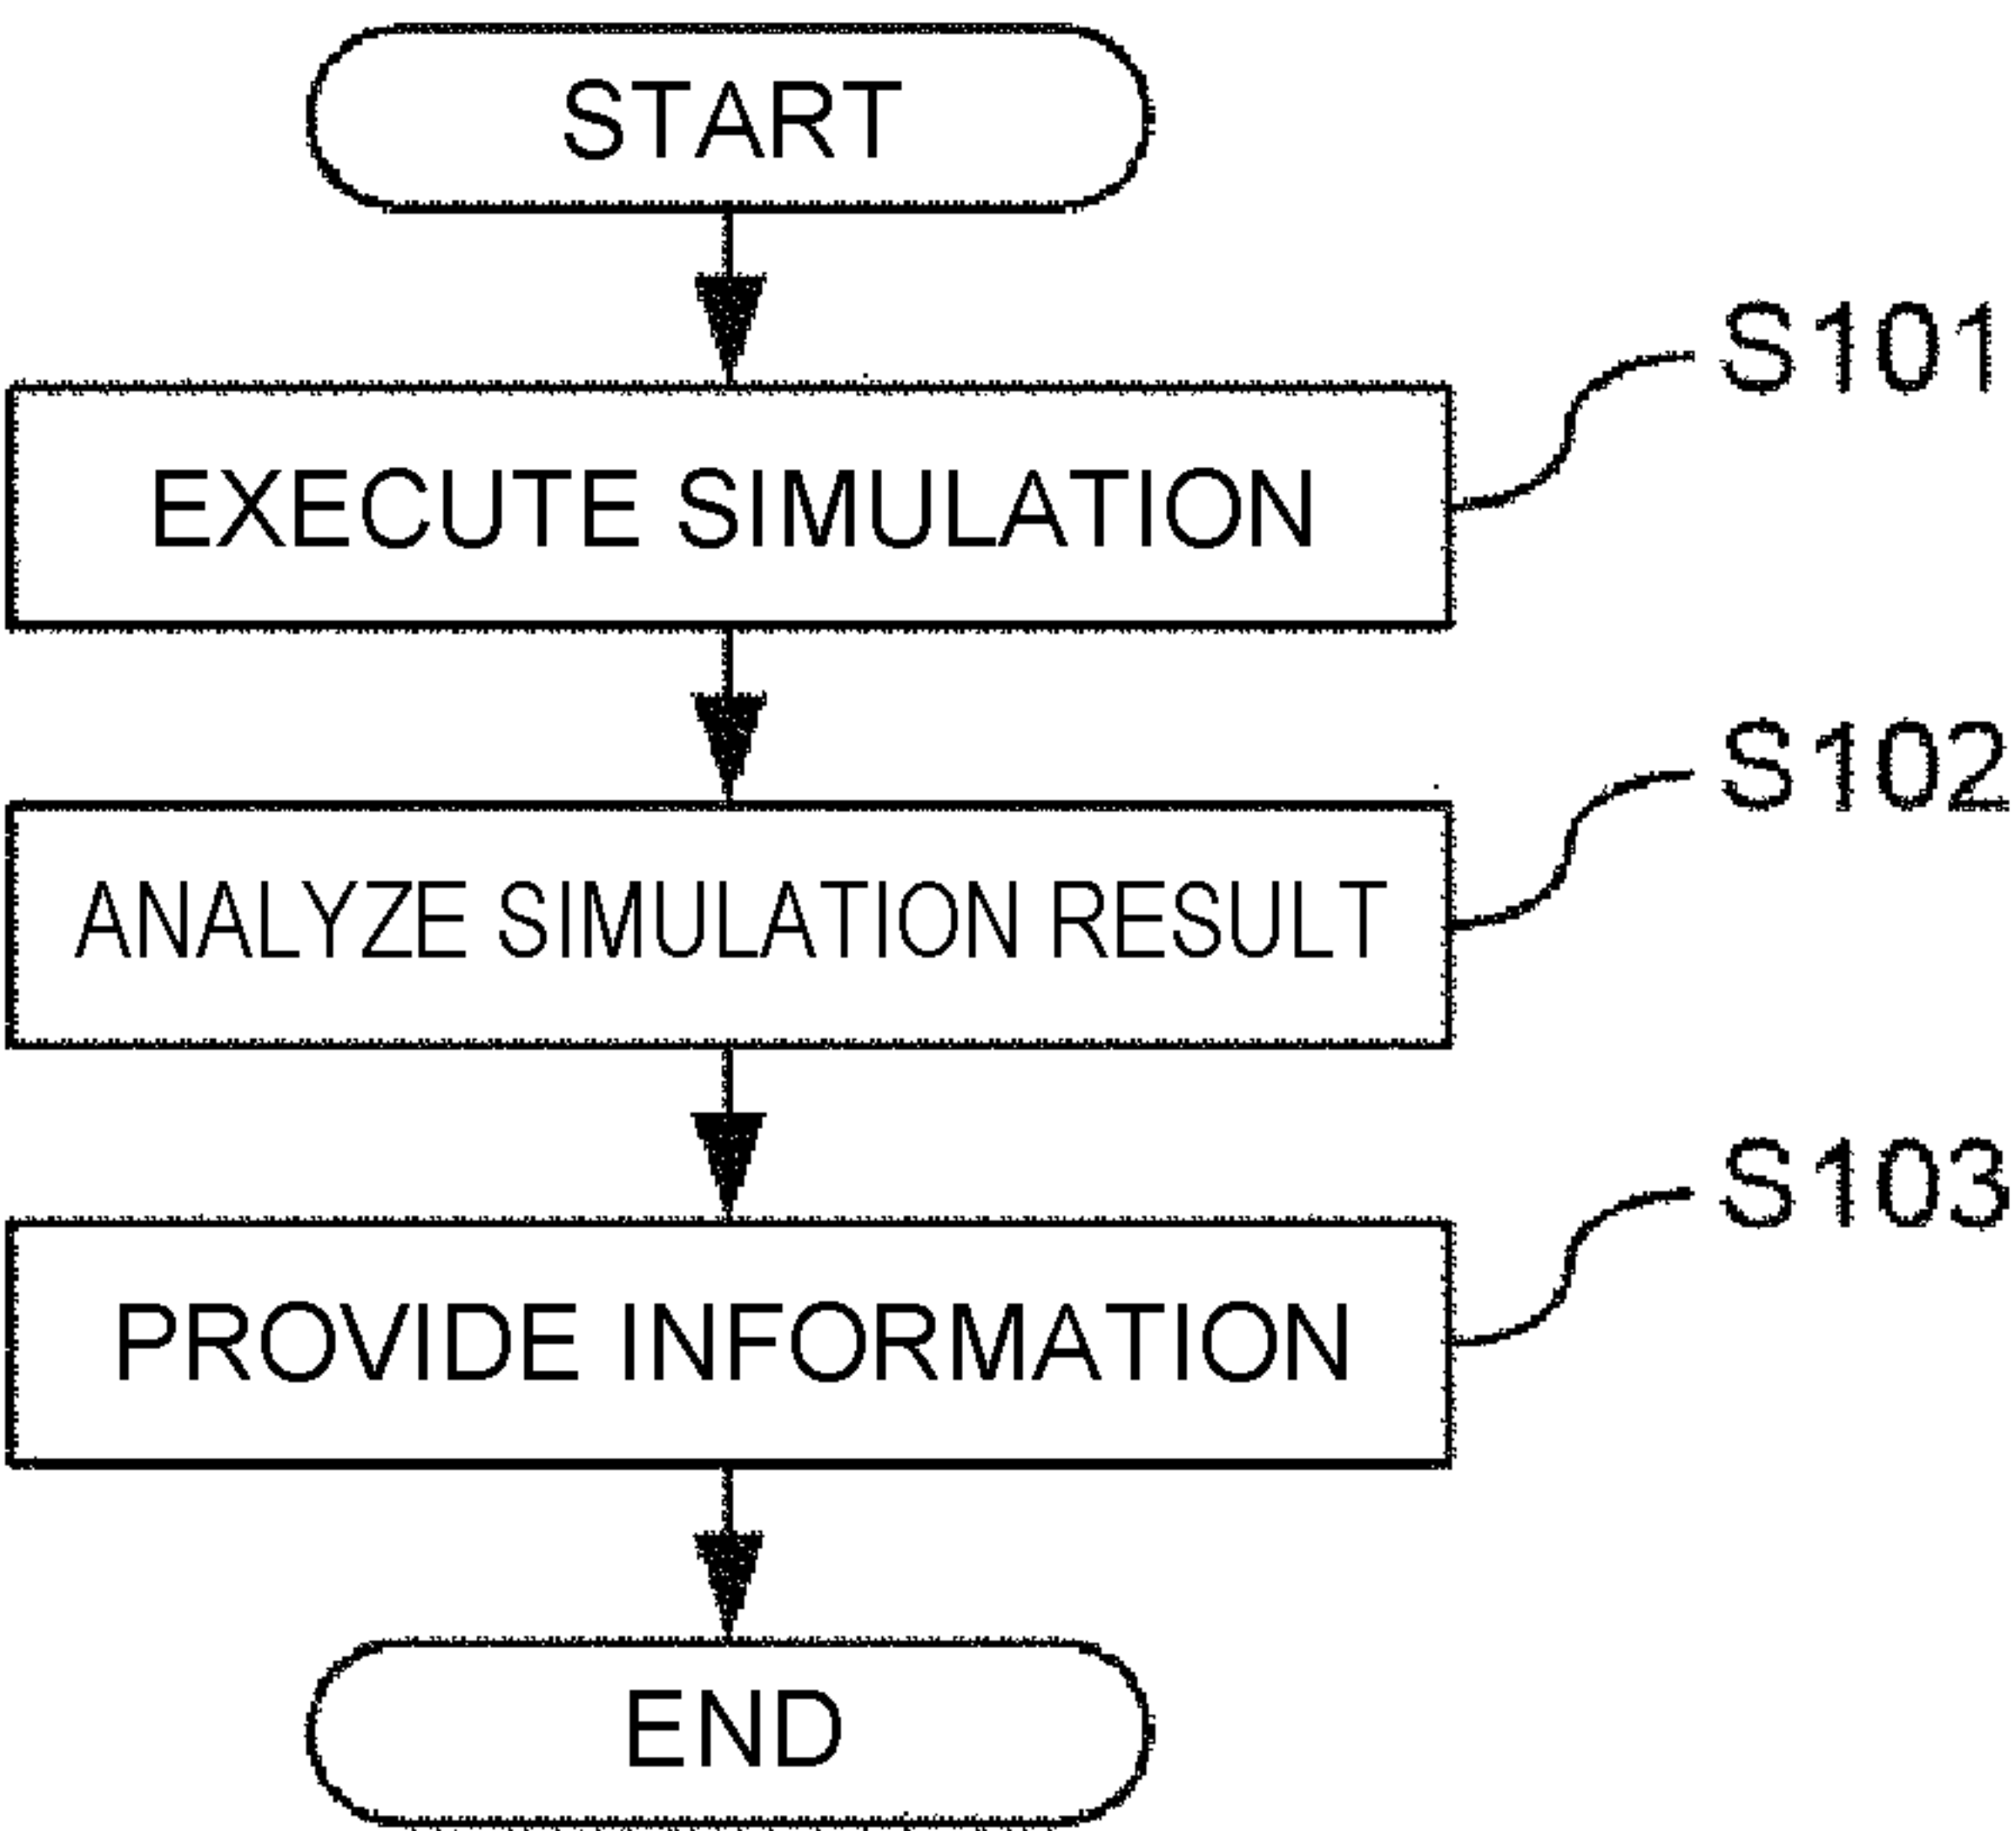 START
S101
EXECUTE SIMULATION
S102
ANALYZE SIMULATION RESULT
S103
PROVIDE INFORMATION
END